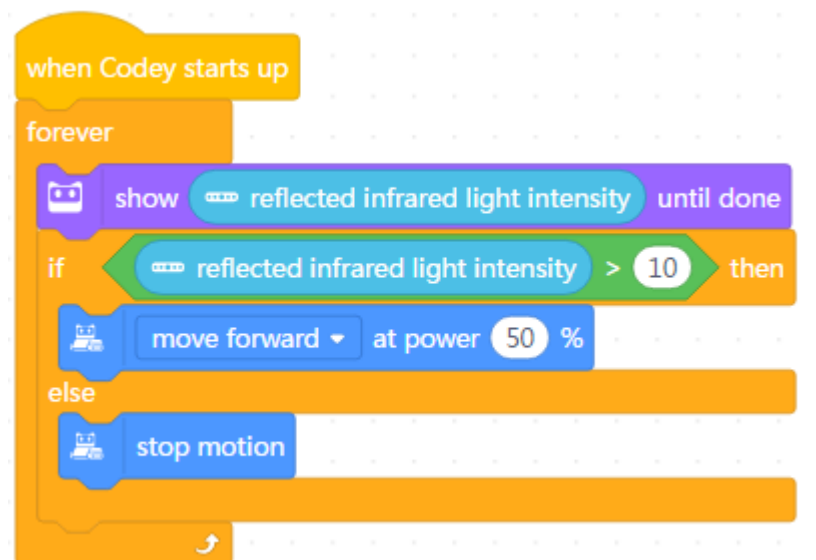 when Codey starts up
forever
show reflected infrared light intensity until done
if reflected infrared light intensity > 10 then
move forward at power 50 %
else
stop motion